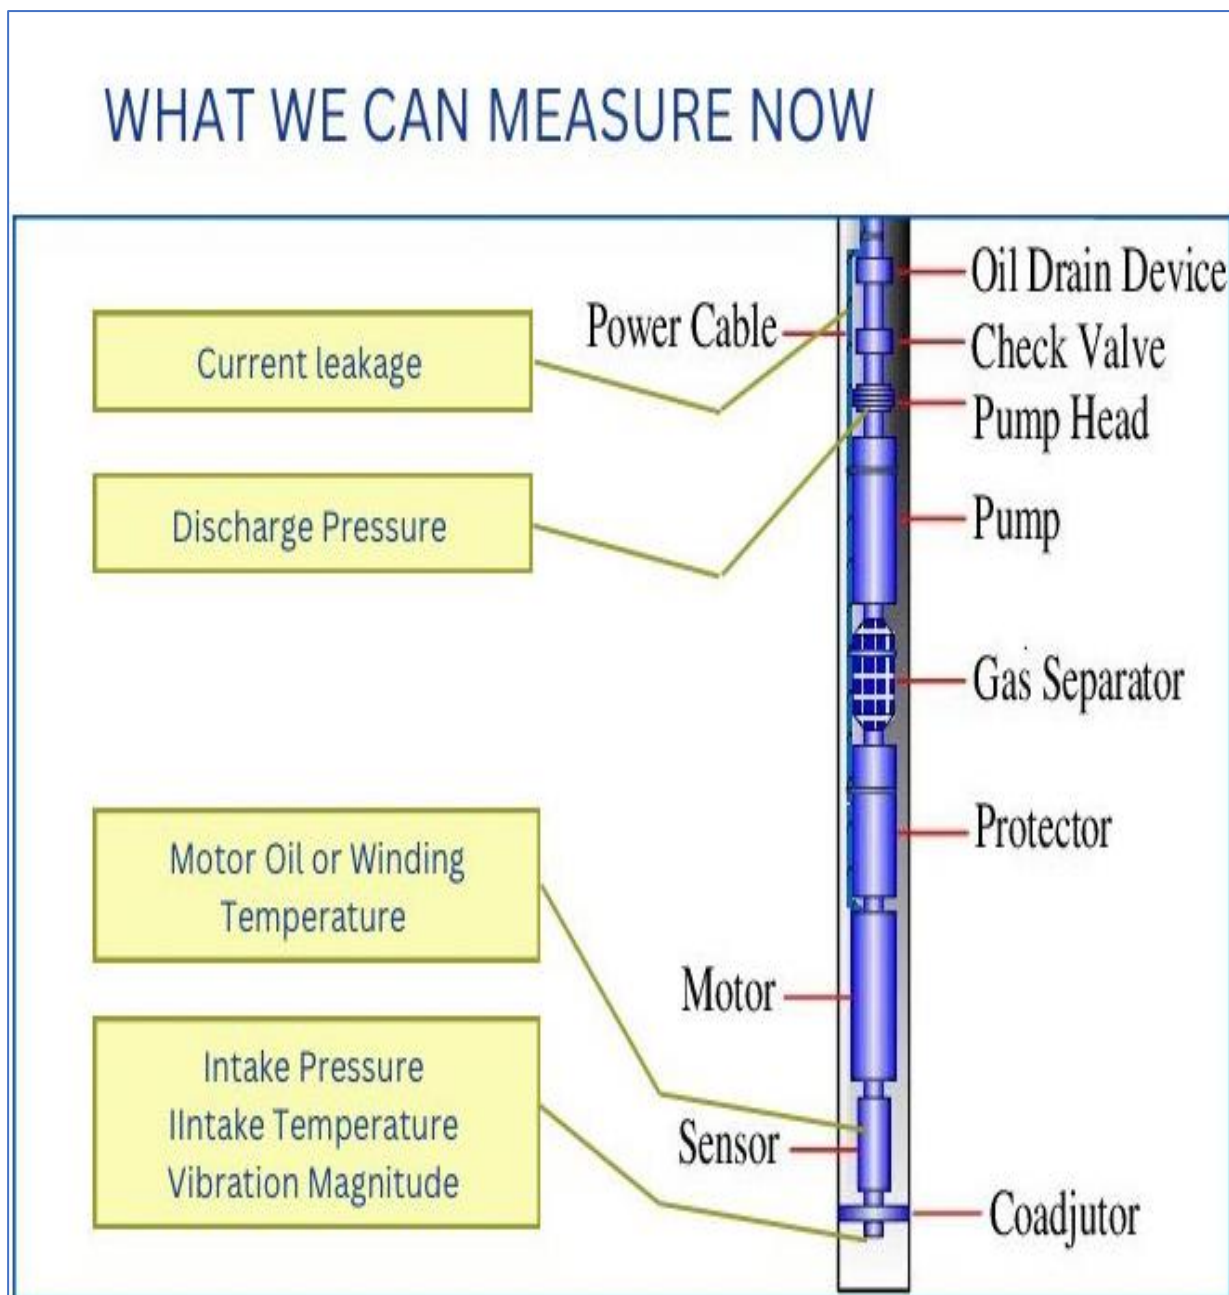 WHAT WE CAN MEASURE NOW
Oil Drain Device
Power Cable
Check Valve
Current leakage
Pump Head
Discharge Pressure
Pump
Gas Separator
Protector
Motor Oil or Winding
Temperature
Motor
Intake Pressure
IIntake Temperature
Vibration Magnitude
Sensor
Coadjutor